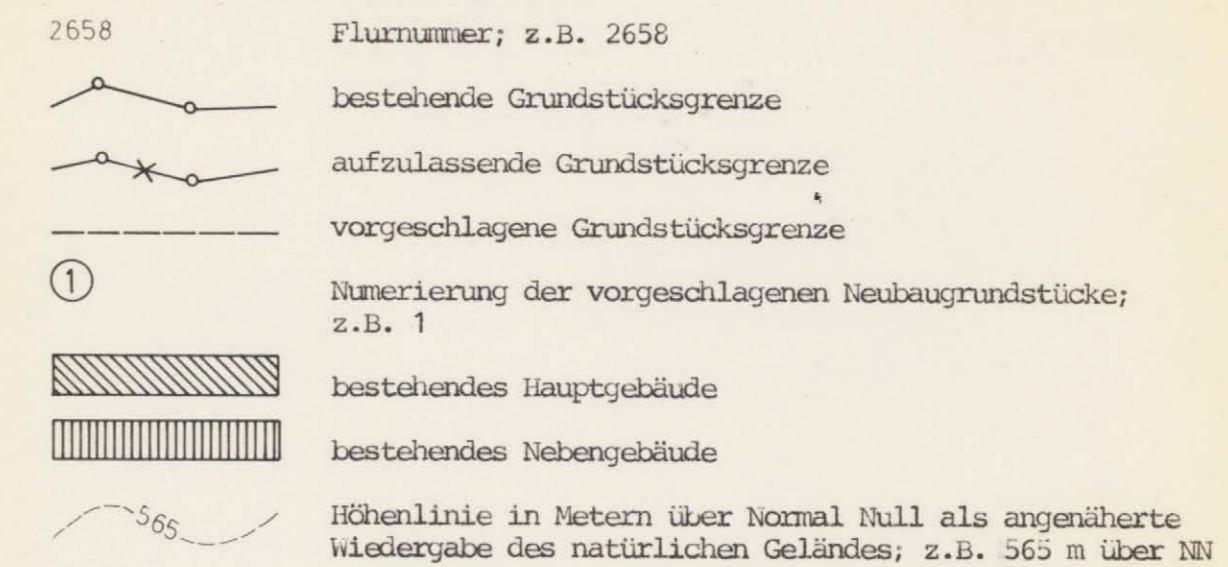 2658 Flurnummer; z.B. 2658
bestehende Grundstücksgrenze
aufzulassende Grundstücksgrenze
vorgeschlagene Grundstücksgrenze
1 Numerierung der vorgeschlagenen Neubaugrundstücke;
z.B. 1
bestehendes Hauptgebäude
bestehendes Nebengebäude
565 Höhenlinie in Metern über Normal Null als angenäherte
Wiedergabe des natürlichen Geländes; z.B. 565 m über NN